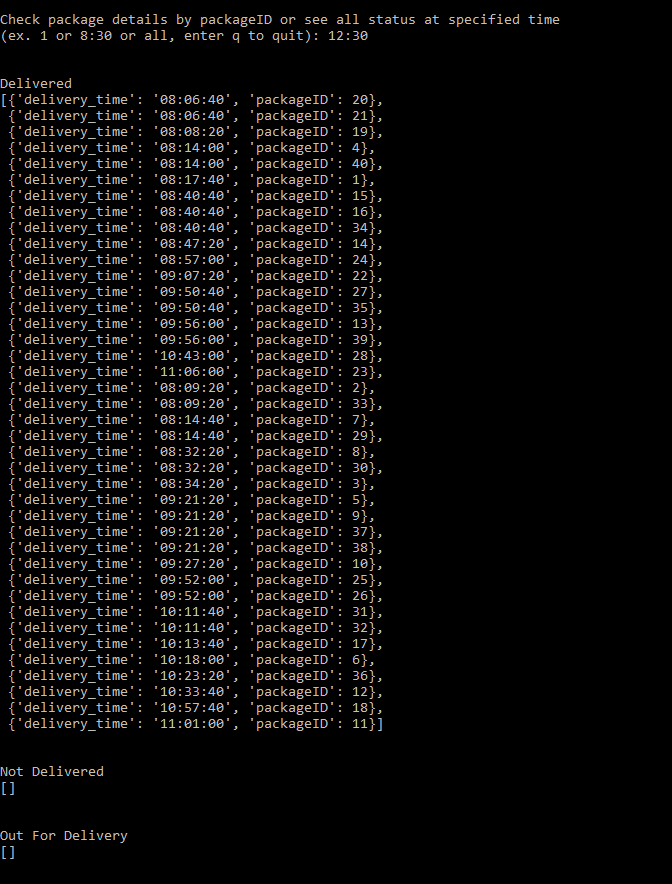 Check package details by packageID or see all status at specified time
(ex. 1 or 8:30 or all, enter q to quit): 12:30
Delivered
[{'delivery_time': '08:06:40', 'packageID': 20},
{'delivery_time': '08:06:40', 'packageID': 21},
{'delivery_time': '08:08:20', 'packageID': 19},
{'delivery_time': '08:14:00', 'packageID': 4},
{'delivery_time': '08:14:00', 'packageID': 40},
{'delivery_time': '08:17:40', 'packageID': 1},
{'delivery_time': '08:40:40', 'packageID': 15},
{'delivery_time': '08:40:40', 'packageID': 16},
{'delivery_time': '08:40:40', 'packageID': 34},
{'delivery_time': '08:47:20', 'packageID': 14},
{'delivery_time': '08:57:00', 'packageID': 24},
{'delivery_time': '09:07:20', 'packageID': 22},
{'delivery_time': '09:50:40', 'packageID': 27},
{'delivery_time': '09:50:40', 'packageID': 35},
{'delivery_time': '09:56:00', 'packageID': 13},
{'delivery_time': '09:56:00', 'packageID': 39},
{'delivery_time': '10:43:00', 'packageID': 28},
{'delivery_time': '11:06:00', 'packageID': 23},
{'delivery_time': '08:09:20', 'packageID': 2},
{'delivery_time': '08:09:20', 'packageID': 33},
{'delivery_time': '08:14:40', 'packageID': 7},
{'delivery_time': '08:14:40', 'packageID': 29},
{'delivery_time': '08:32:20', 'packageID': 8},
{'delivery_time': '08:32:20', 'packageID': 30},
{'delivery_time': '08:34:20', 'packageID': 3},
{'delivery_time': '09:21:20', 'packageID': 5},
{'delivery_time': '09:21:20', 'packageID': 9},
{'delivery_time': '09:21:20', 'packageID': 37},
{'delivery_time': '09:21:20', 'packageID': 38},
{'delivery_time': '09:27:20', 'packageID': 10},
{'delivery_time': '09:52:00', 'packageID': 25},
{'delivery_time': '09:52:00', 'packageID': 26},
{'delivery_time': '10:11:40', 'packageID': 31},
{'delivery_time': '10:11:40', 'packageID': 32},
{'delivery_time': '10:13:40', 'packageID': 17},
{'delivery_time': '10:18:00', 'packageID': 6},
{'delivery_time': '10:23:20', 'packageID': 36},
{'delivery_time': '10:33:40', 'packageID': 12},
{'delivery_time': '10:57:40', 'packageID': 18},
{'delivery_time': '11:01:00', 'packageID': 11}]
Not Delivered
[]
Out For Delivery
[]